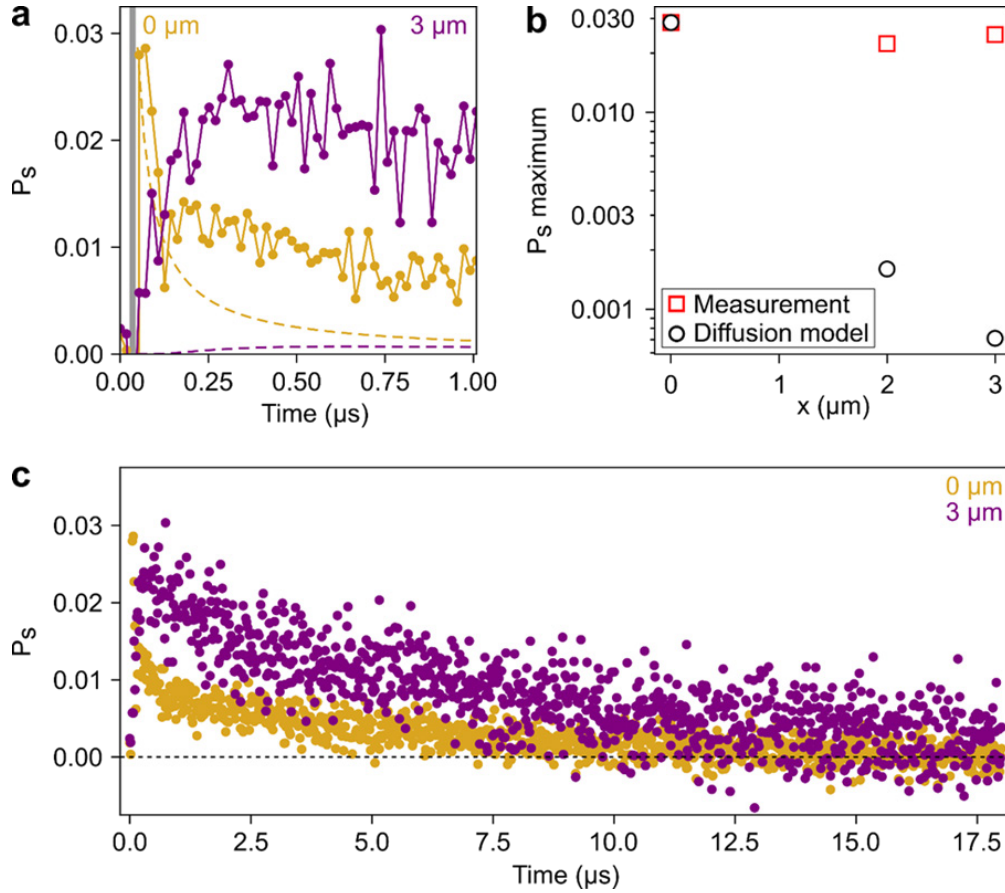 a
0 µm
3 µm
0.03
0.02
0.01
0.00
Pₛ
0.00
0.25
0.50
0.75
1.00
Time (µs)
b
0.030
0.010
0.003
0.001
Pₛ maximum
Measurement
Diffusion model
0
1
2
3
x (µm)
c
0 µm
3 µm
0.03
0.02
0.01
0.00
Pₛ
0.0
2.5
5.0
7.5
10.0
12.5
15.0
17.5
Time (µs)